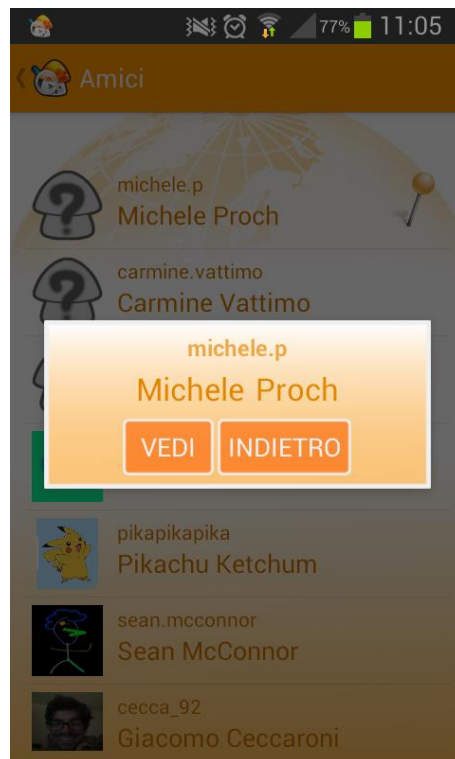 77% 11:05
Amici
michele.p
Michele Proch
carmine.vattimo
Carmine Vattimo
michele.p
Michele Proch
VEDI INDIETRO
pikapikapika
Pikachu Ketchum
sean.mcconnor
Sean McConnor
cecca_92
Giacomo Ceccaroni